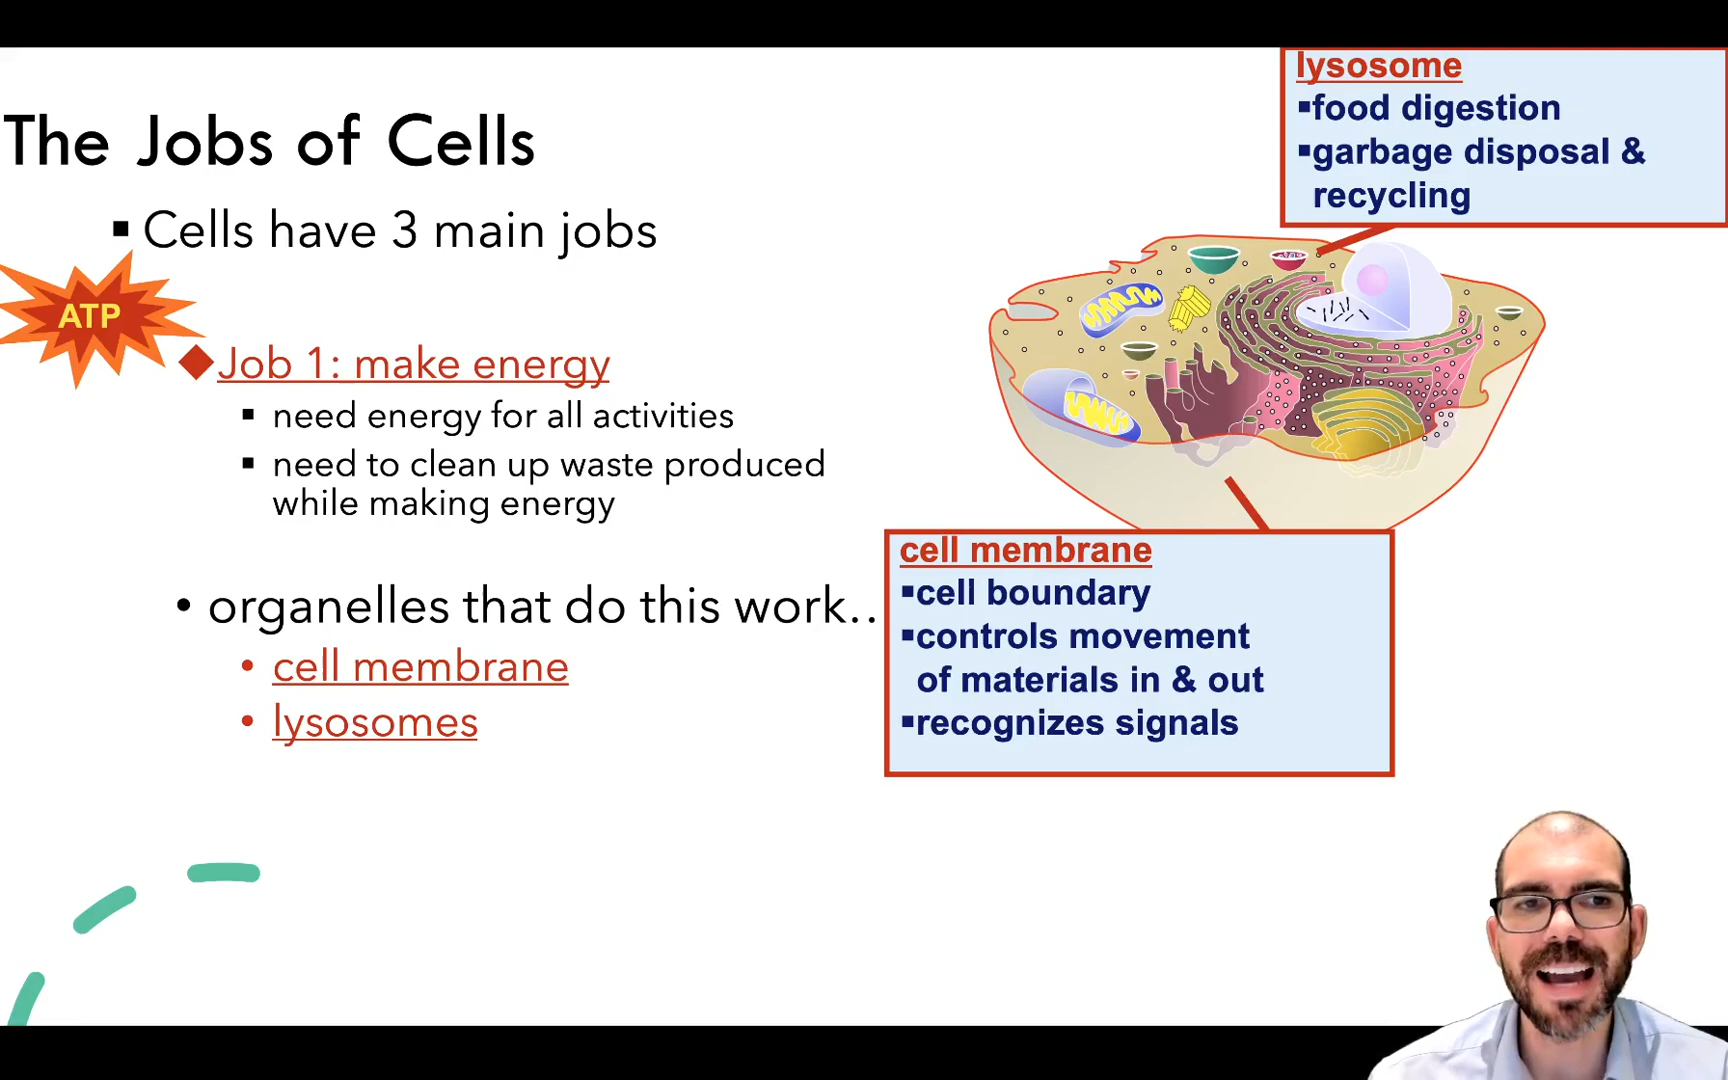 The Jobs of Cells
▪ Cells have 3 main jobs
ATP
◆ Job 1: make energy
▪ need energy for all activities
▪ need to clean up waste produced
while making energy
• organelles that do this work..
• cell membrane
• lysosomes
lysosome
▪food digestion
▪garbage disposal &
recycling
cell membrane
▪cell boundary
▪controls movement
of materials in & out
▪recognizes signals